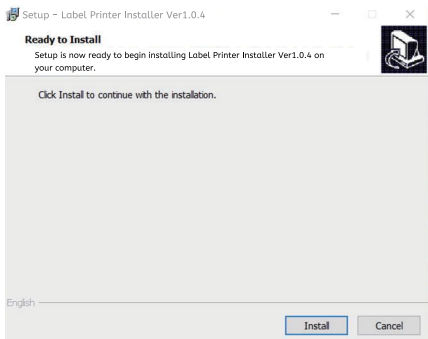 Setup - Label Printer Installer Ver1.0.4
Ready to Install
Setup is now ready to begin installing Label Printer Installer Ver1.0.4 on
your computer.
Click Install to continue with the installation.
English
Install Cancel